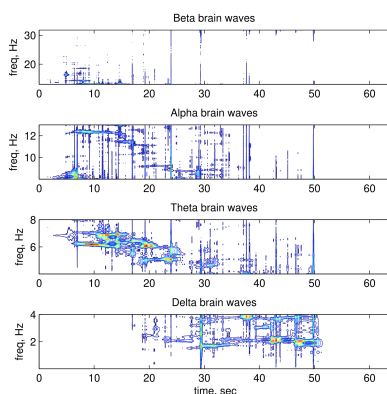 Beta brain waves
30
20
freq, Hz
0 10 20 30 40 50 60
Alpha brain waves
12
10
freq, Hz
0 10 20 30 40 50 60
Theta brain waves
8
6
freq, Hz
0 10 20 30 40 50 60
Delta brain waves
4
2
freq, Hz
0 10 20 30 40 50 60
time, sec